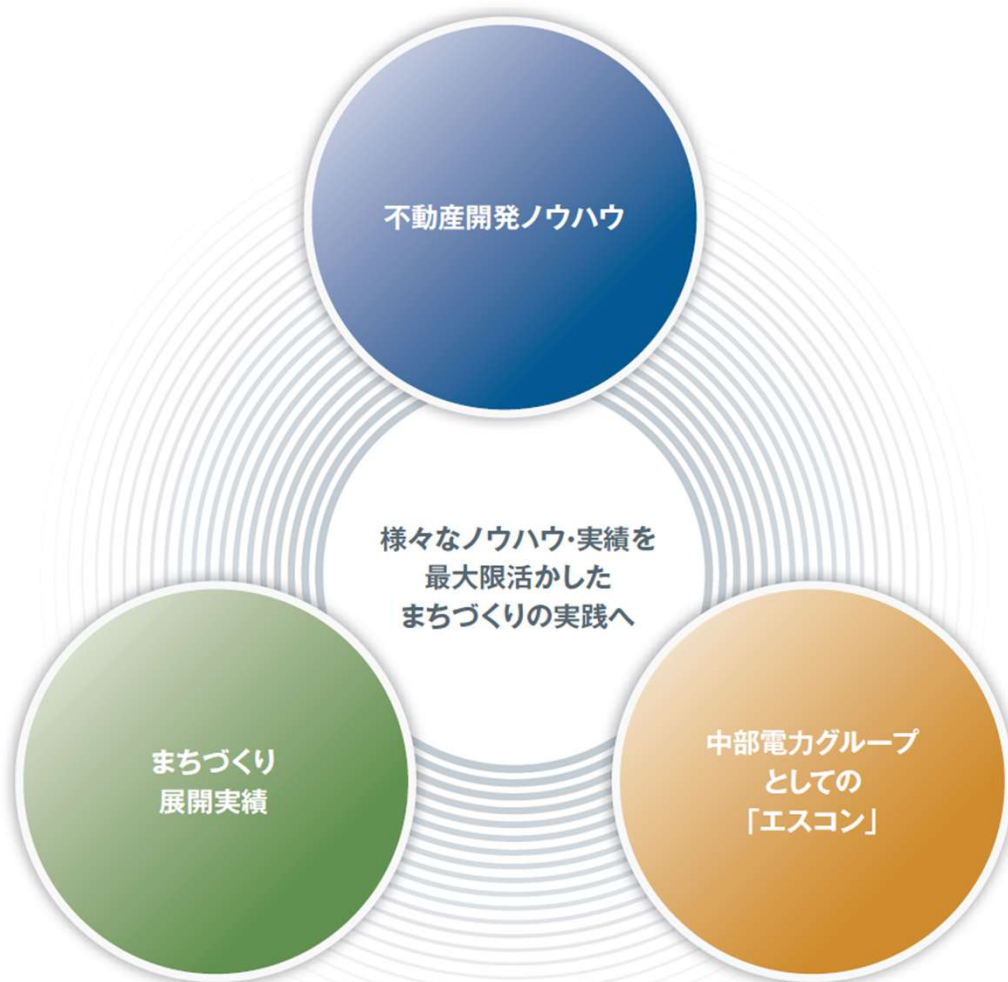 不動産開発ノウハウ
様々なノウハウ・実績を
最大限活かした
まちづくりの実践へ
まちづくり
展開実績
中部電力グループ
としての
「エスコン」